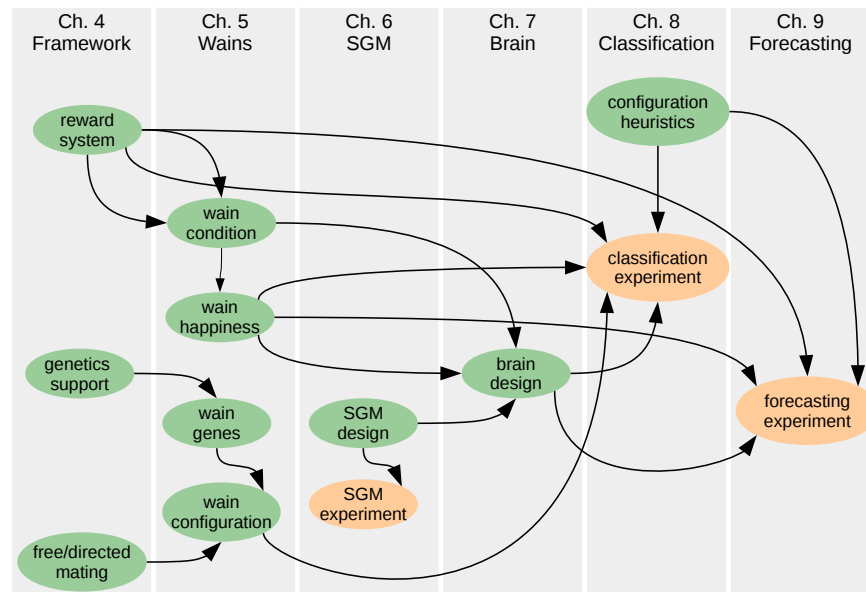 Ch. 4
Framework
Ch. 5
Wains
Ch. 6
SGM
Ch. 7
Brain
Ch. 8
Classification
Ch. 9
Forecasting
reward
system
configuration
heuristics
wain
condition
classification
experiment
wain
happiness
genetics
support
brain
design
wain
genes
SGM
design
forecasting
experiment
SGM
experiment
wain
configuration
free/directed
mating